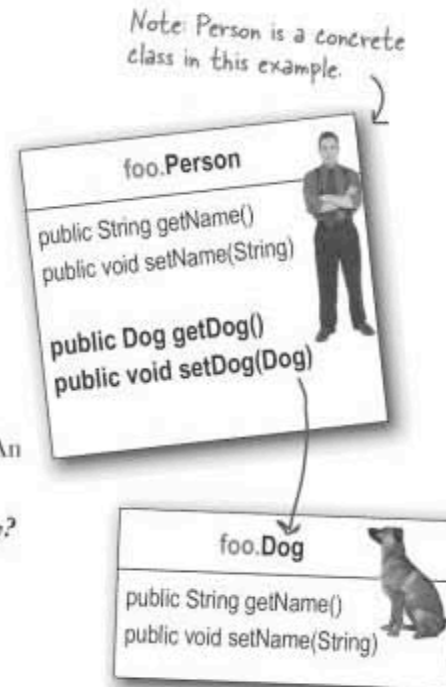 Note: Person is a concrete
class in this example.
foo.Person
public String getName()
public void setName(String)
public Dog getDog()
public void setDog(Dog)
An
foo.Dog
public String getName()
public void setName(String)